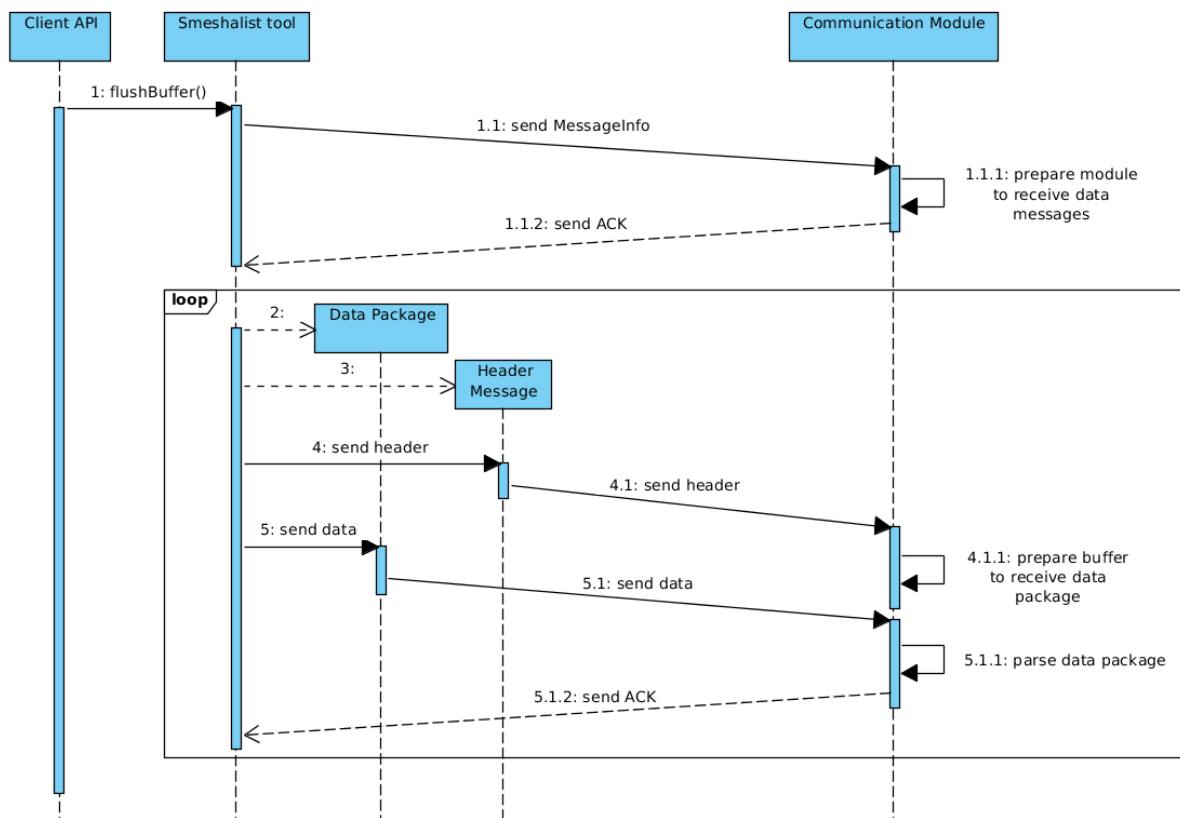 Client API
Smeshalist tool
Communication Module
1: flushBuffer()
1.1: send MessageInfo
1.1.1: prepare module
to receive data
messages
1.1.2: send ACK
loop
2:
Data Package
3:
Header
Message
4: send header
4.1: send header
5: send data
4.1.1: prepare buffer
to receive data
package
5.1: send data
5.1.1: parse data package
5.1.2: send ACK